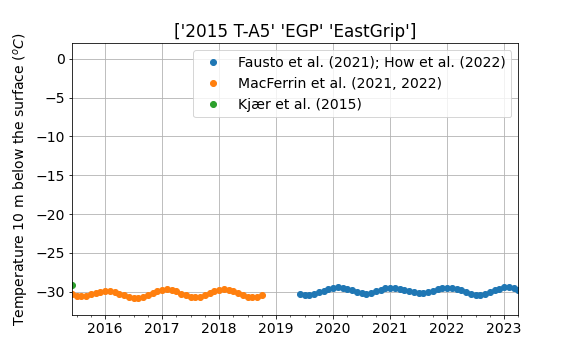 ['2015 T-A5' 'EGP' 'EastGrip']
Temperature 10 m below the surface (°C)
0
−5
−10
−15
−20
−25
−30
Fausto et al. (2021); How et al. (2022)
MacFerrin et al. (2021, 2022)
Kjær et al. (2015)
2016 2017 2018 2019 2020 2021 2022 2023